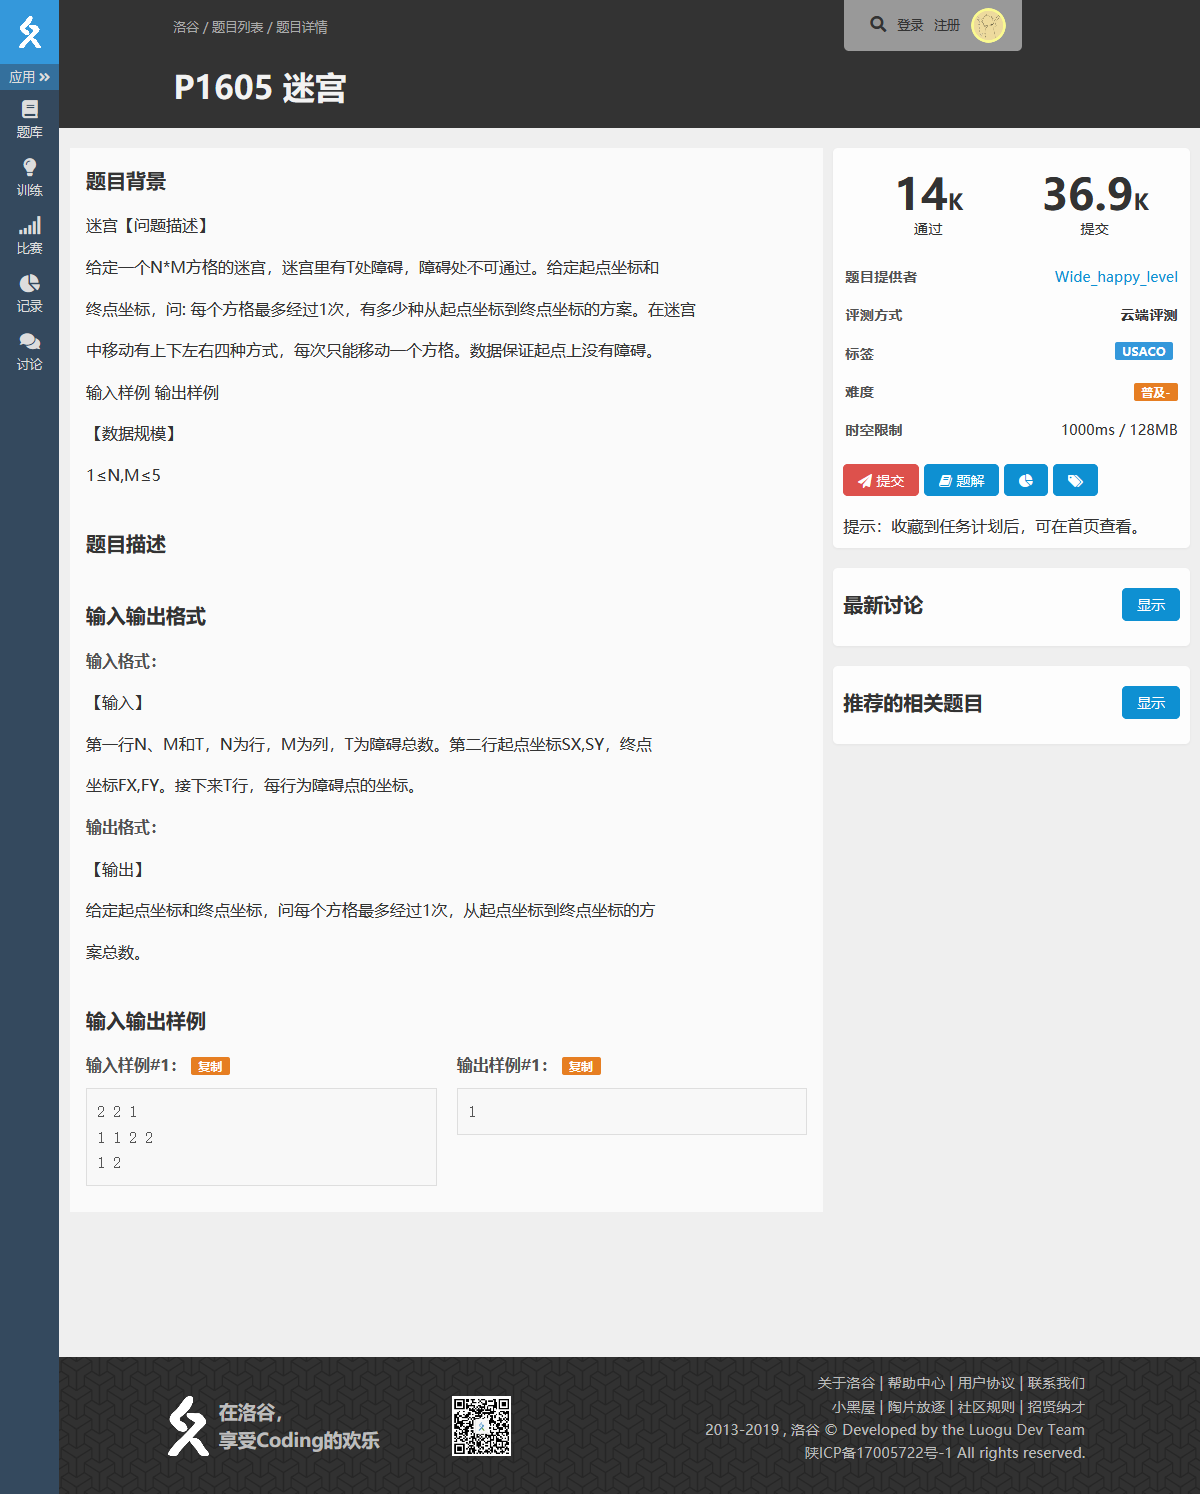 洛谷 / 题目列表 / 题目详情
登录 注册
P1605 迷宫
应用
题库
训练
比赛
记录
讨论
题目背景
迷宫【问题描述】
给定一个N*M方格的迷宫，迷宫里有T处障碍，障碍处不可通过。给定起点坐标和
终点坐标，问: 每个方格最多经过1次，有多少种从起点坐标到终点坐标的方案。在迷宫
中移动有上下左右四种方式，每次只能移动一个方格。数据保证起点上没有障碍。
输入样例 输出样例
【数据规模】
1≤N,M≤5
题目描述
输入输出格式
输入格式：
【输入】
第一行N、M和T，N为行，M为列，T为障碍总数。第二行起点坐标SX,SY，终点
坐标FX,FY。接下来T行，每行为障碍点的坐标。
输出格式：
【输出】
给定起点坐标和终点坐标，问每个方格最多经过1次，从起点坐标到终点坐标的方
案总数。
输入输出样例
输入样例#1： 复制
2 2 1
1 1 2 2
1 2
输出样例#1： 复制
1
14K 36.9K
通过 提交
题目提供者 Wide_happy_level
评测方式 云端评测
标签 USACO
难度 普及-
时空限制 1000ms / 128MB
提交 题解
提示：收藏到任务计划后，可在首页查看。
最新讨论 显示
推荐的相关题目 显示
在洛谷，
享受Coding的欢乐
关于洛谷 | 帮助中心 | 用户协议 | 联系我们
小黑屋 | 陶片放逐 | 社区规则 | 招贤纳才
2013-2019 , 洛谷 © Developed by the Luogu Dev Team
陕ICP备17005722号-1 All rights reserved.